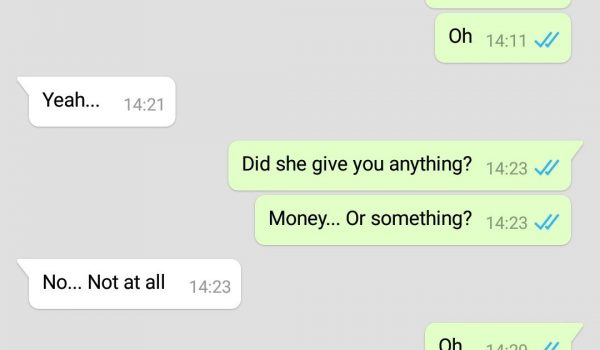 Oh 14:11
Yeah... 14:21
Did she give you anything? 14:23
Money... Or something? 14:23
No... Not at all 14:23
Oh